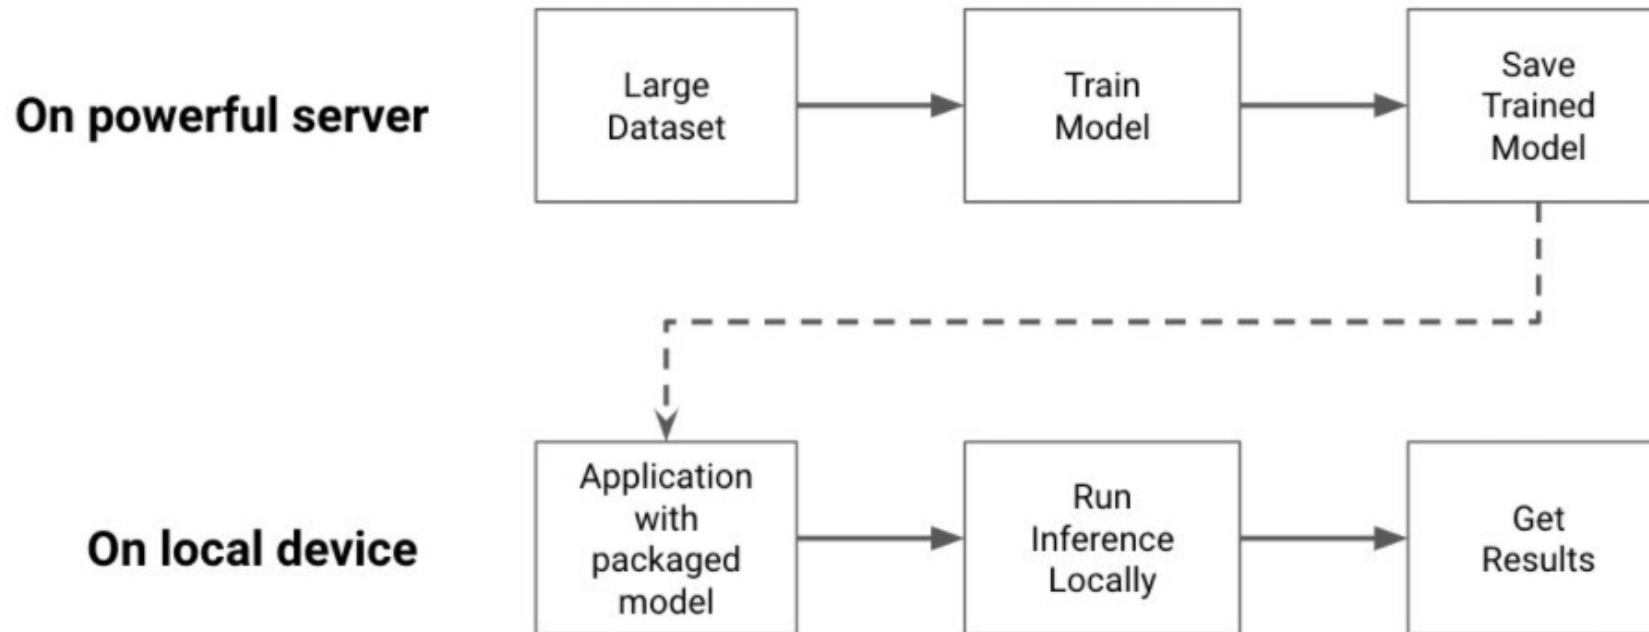 On powerful server
Large
Dataset
Train
Model
Save
Trained
Model
On local device
Application
with
packaged
model
Run
Inference
Locally
Get
Results